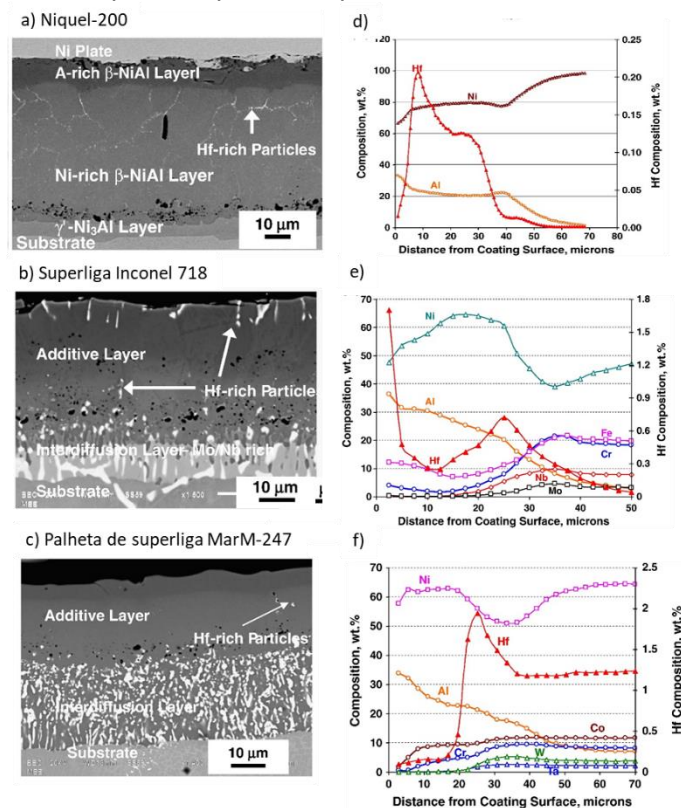 a) Niquel-200
Ni Plate
A-rich β-NiAl Layerl
Hf-rich Particles
Ni-rich β-NiAl Layer
γ'-Ni3Al Layer
Substrate
10 µm
d)
Composition, wt.%
120
100
80
60
40
20
0
Hf
Ni
Al
0.25
0.20
0.15
0.10
0.05
0.00
Hf Composition, wt.%
0 10 20 30 40 50 60 70 80
Distance from Coating Surface, microns
b) Superliga Inconel 718
Additive Layer
Hf-rich Particle
Interdiffusion Layer-Mo/Nb rich
Substrate
10 µm
e)
Composition, wt.%
70
60
50
40
30
20
10
0
Ni
Al
Hf
Fe
Cr
Nb
Mo
1.8
1.5
1.2
0.9
0.6
0.3
0
Hf Composition, wt.%
0 10 20 30 40 50
Distance from Coating Surface, microns
c) Palheta de superliga MarM-247
Additive Layer
Hf-rich Particles
Interdiffusion Layer
Substrate
10 µm
f)
Composition, wt.%
70
60
50
40
30
20
10
0
Ni
Hf
Al
Co
Cr
W
Ta
2.5
2
1.5
1
0.5
0
Hf Composition, wt.%
0 10 20 30 40 50 60 70
Distance from Coating Surface, microns